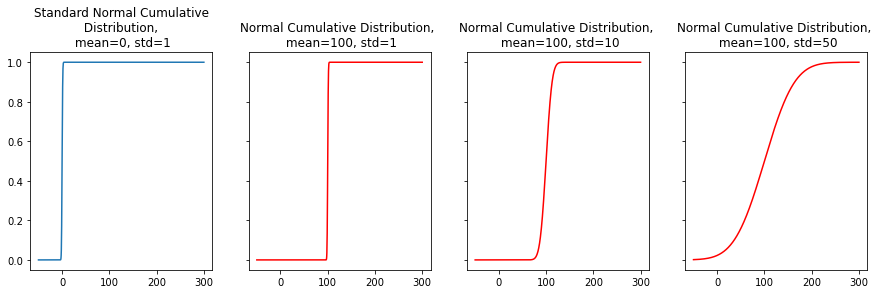 Standard Normal Cumulative
Distribution,
mean=0, std=1
Normal Cumulative Distribution,
mean=100, std=1
Normal Cumulative Distribution,
mean=100, std=10
Normal Cumulative Distribution,
mean=100, std=50
1.0
0.8
0.6
0.4
0.2
0.0
0 100 200 300
0 100 200 300
0 100 200 300
0 100 200 300